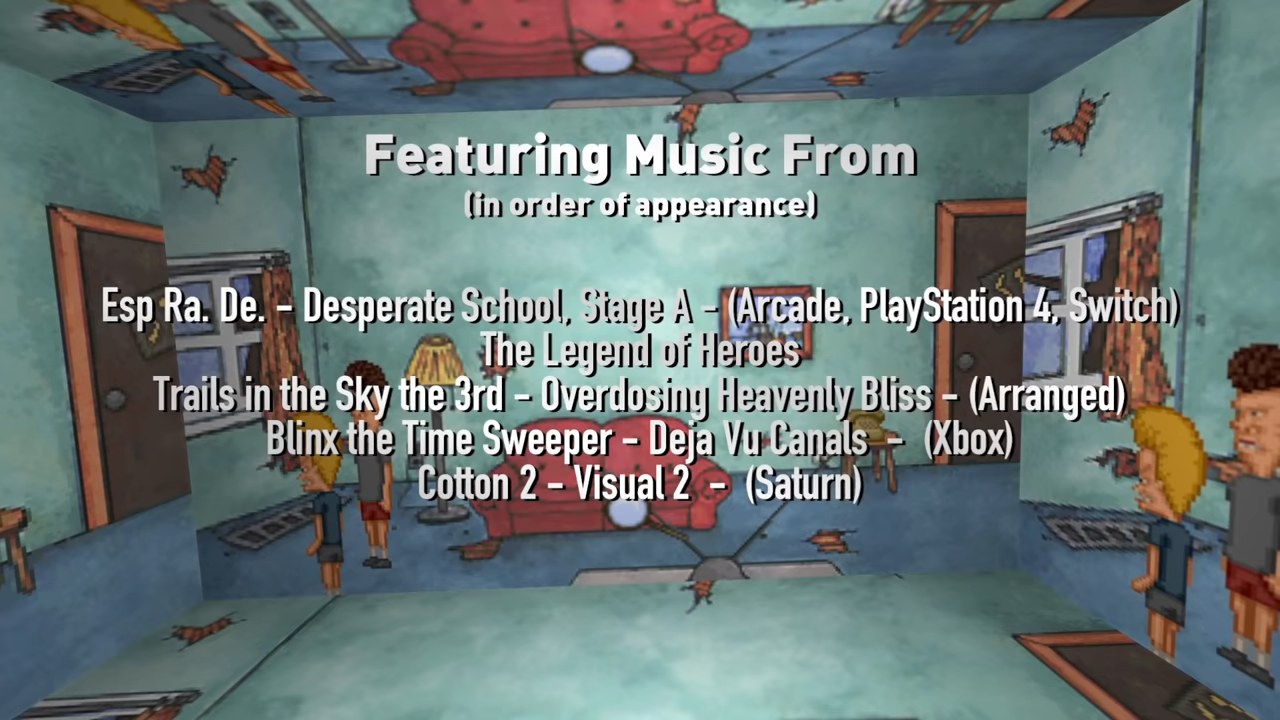 Featuring Music From
(in order of appearance)
Esp Ra. De. - Desperate School, Stage A - (Arcade, PlayStation 4, Switch)
The Legend of Heroes
Trails in the Sky the 3rd - Overdosing Heavenly Bliss - (Arranged)
Blinx the Time Sweeper - Deja Vu Canals - (Xbox)
Cotton 2 - Visual 2 - (Saturn)